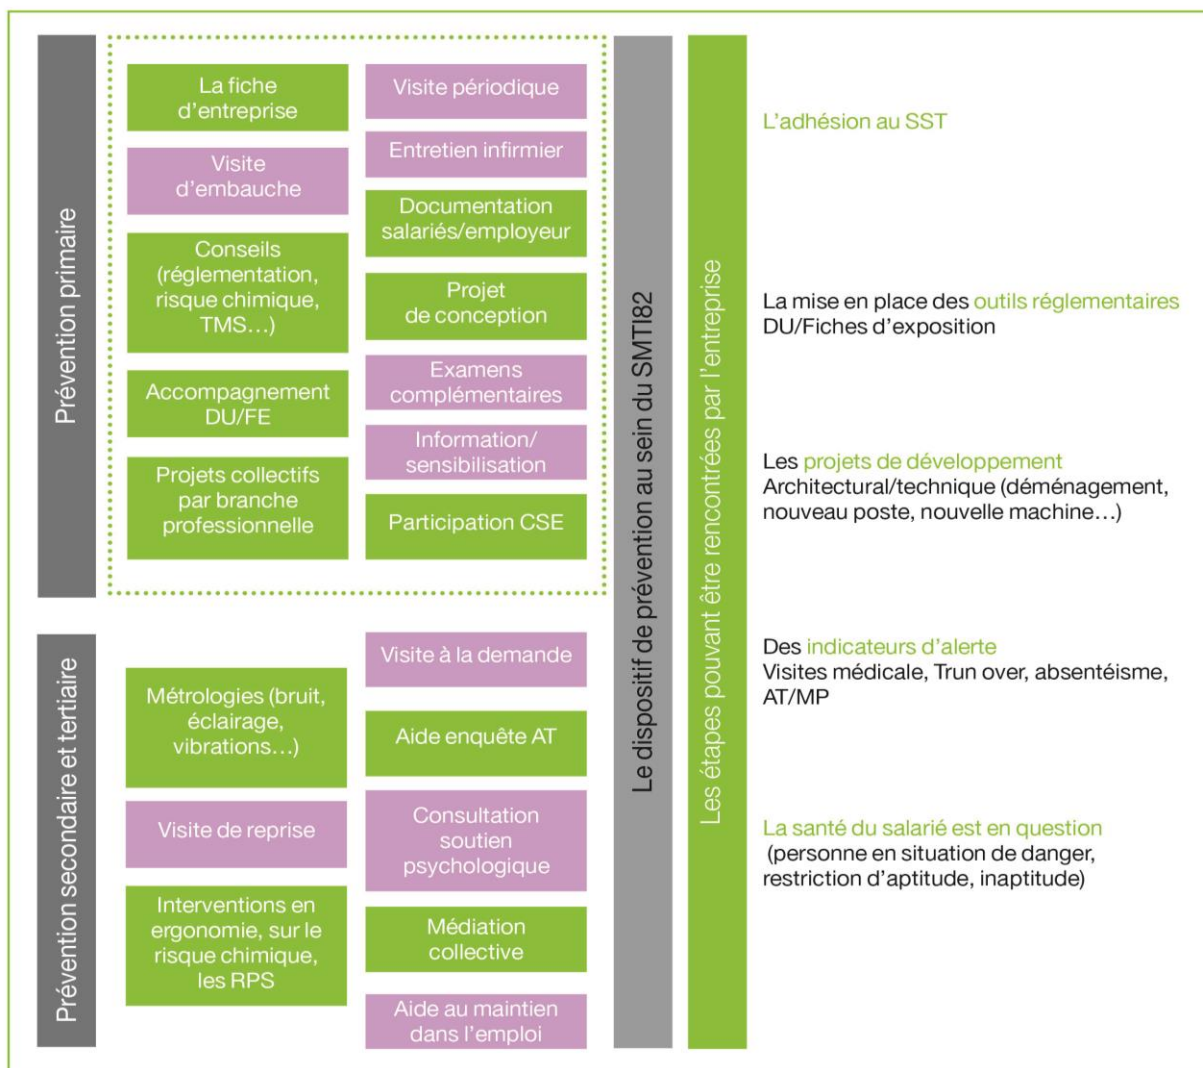 Prévention primaire
La fiche
d'entreprise
Visite
d'embauche
Conseils
(réglementation,
risque chimique,
TMS…)
Accompagnement
DU/FE
Projets collectifs
par branche
professionnelle
Visite périodique
Entretien infirmier
Documentation
salariés/employeur
Projet
de conception
Examens
complémentaires
Information/
sensibilisation
Participation CSE
Prévention secondaire et tertiaire
Métrologies (bruit,
éclairage,
vibrations…)
Visite de reprise
Interventions en
ergonomie, sur le
risque chimique,
les RPS
Visite à la demande
Aide enquête AT
Consultation
soutien
psychologique
Médiation
collective
Aide au maintien
dans l'emploi
Le dispositif de prévention au sein du SMTI82
Les étapes pouvant être rencontrées par l'entreprise
L'adhésion au SST
La mise en place des outils réglementaires
DU/Fiches d'exposition
Les projets de développement
Architectural/technique (déménagement,
nouveau poste, nouvelle machine…)
Des indicateurs d'alerte
Visites médicale, Trun over, absentéisme,
AT/MP
La santé du salarié est en question
(personne en situation de danger,
restriction d'aptitude, inaptitude)